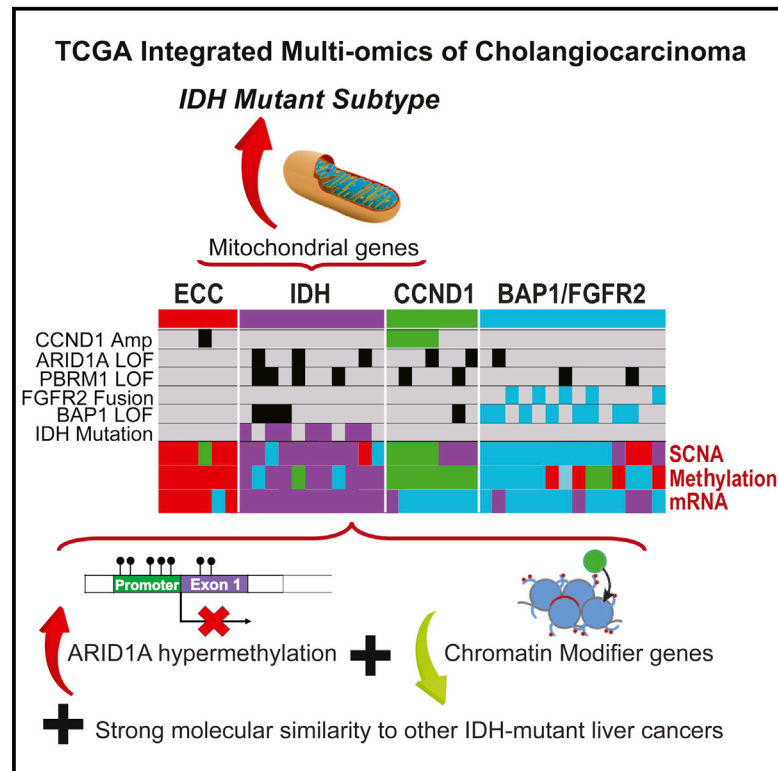 TCGA Integrated Multi-omics of Cholangiocarcinoma
IDH Mutant Subtype
Mitochondrial genes
ECC IDH CCND1 BAP1/FGFR2
CCND1 Amp
ARID1A LOF
PBRM1 LOF
FGFR2 Fusion
BAP1 LOF
IDH Mutation
SCNA
Methylation
mRNA
Promoter Exon 1
ARID1A hypermethylation + Chromatin Modifier genes
+ Strong molecular similarity to other IDH-mutant liver cancers